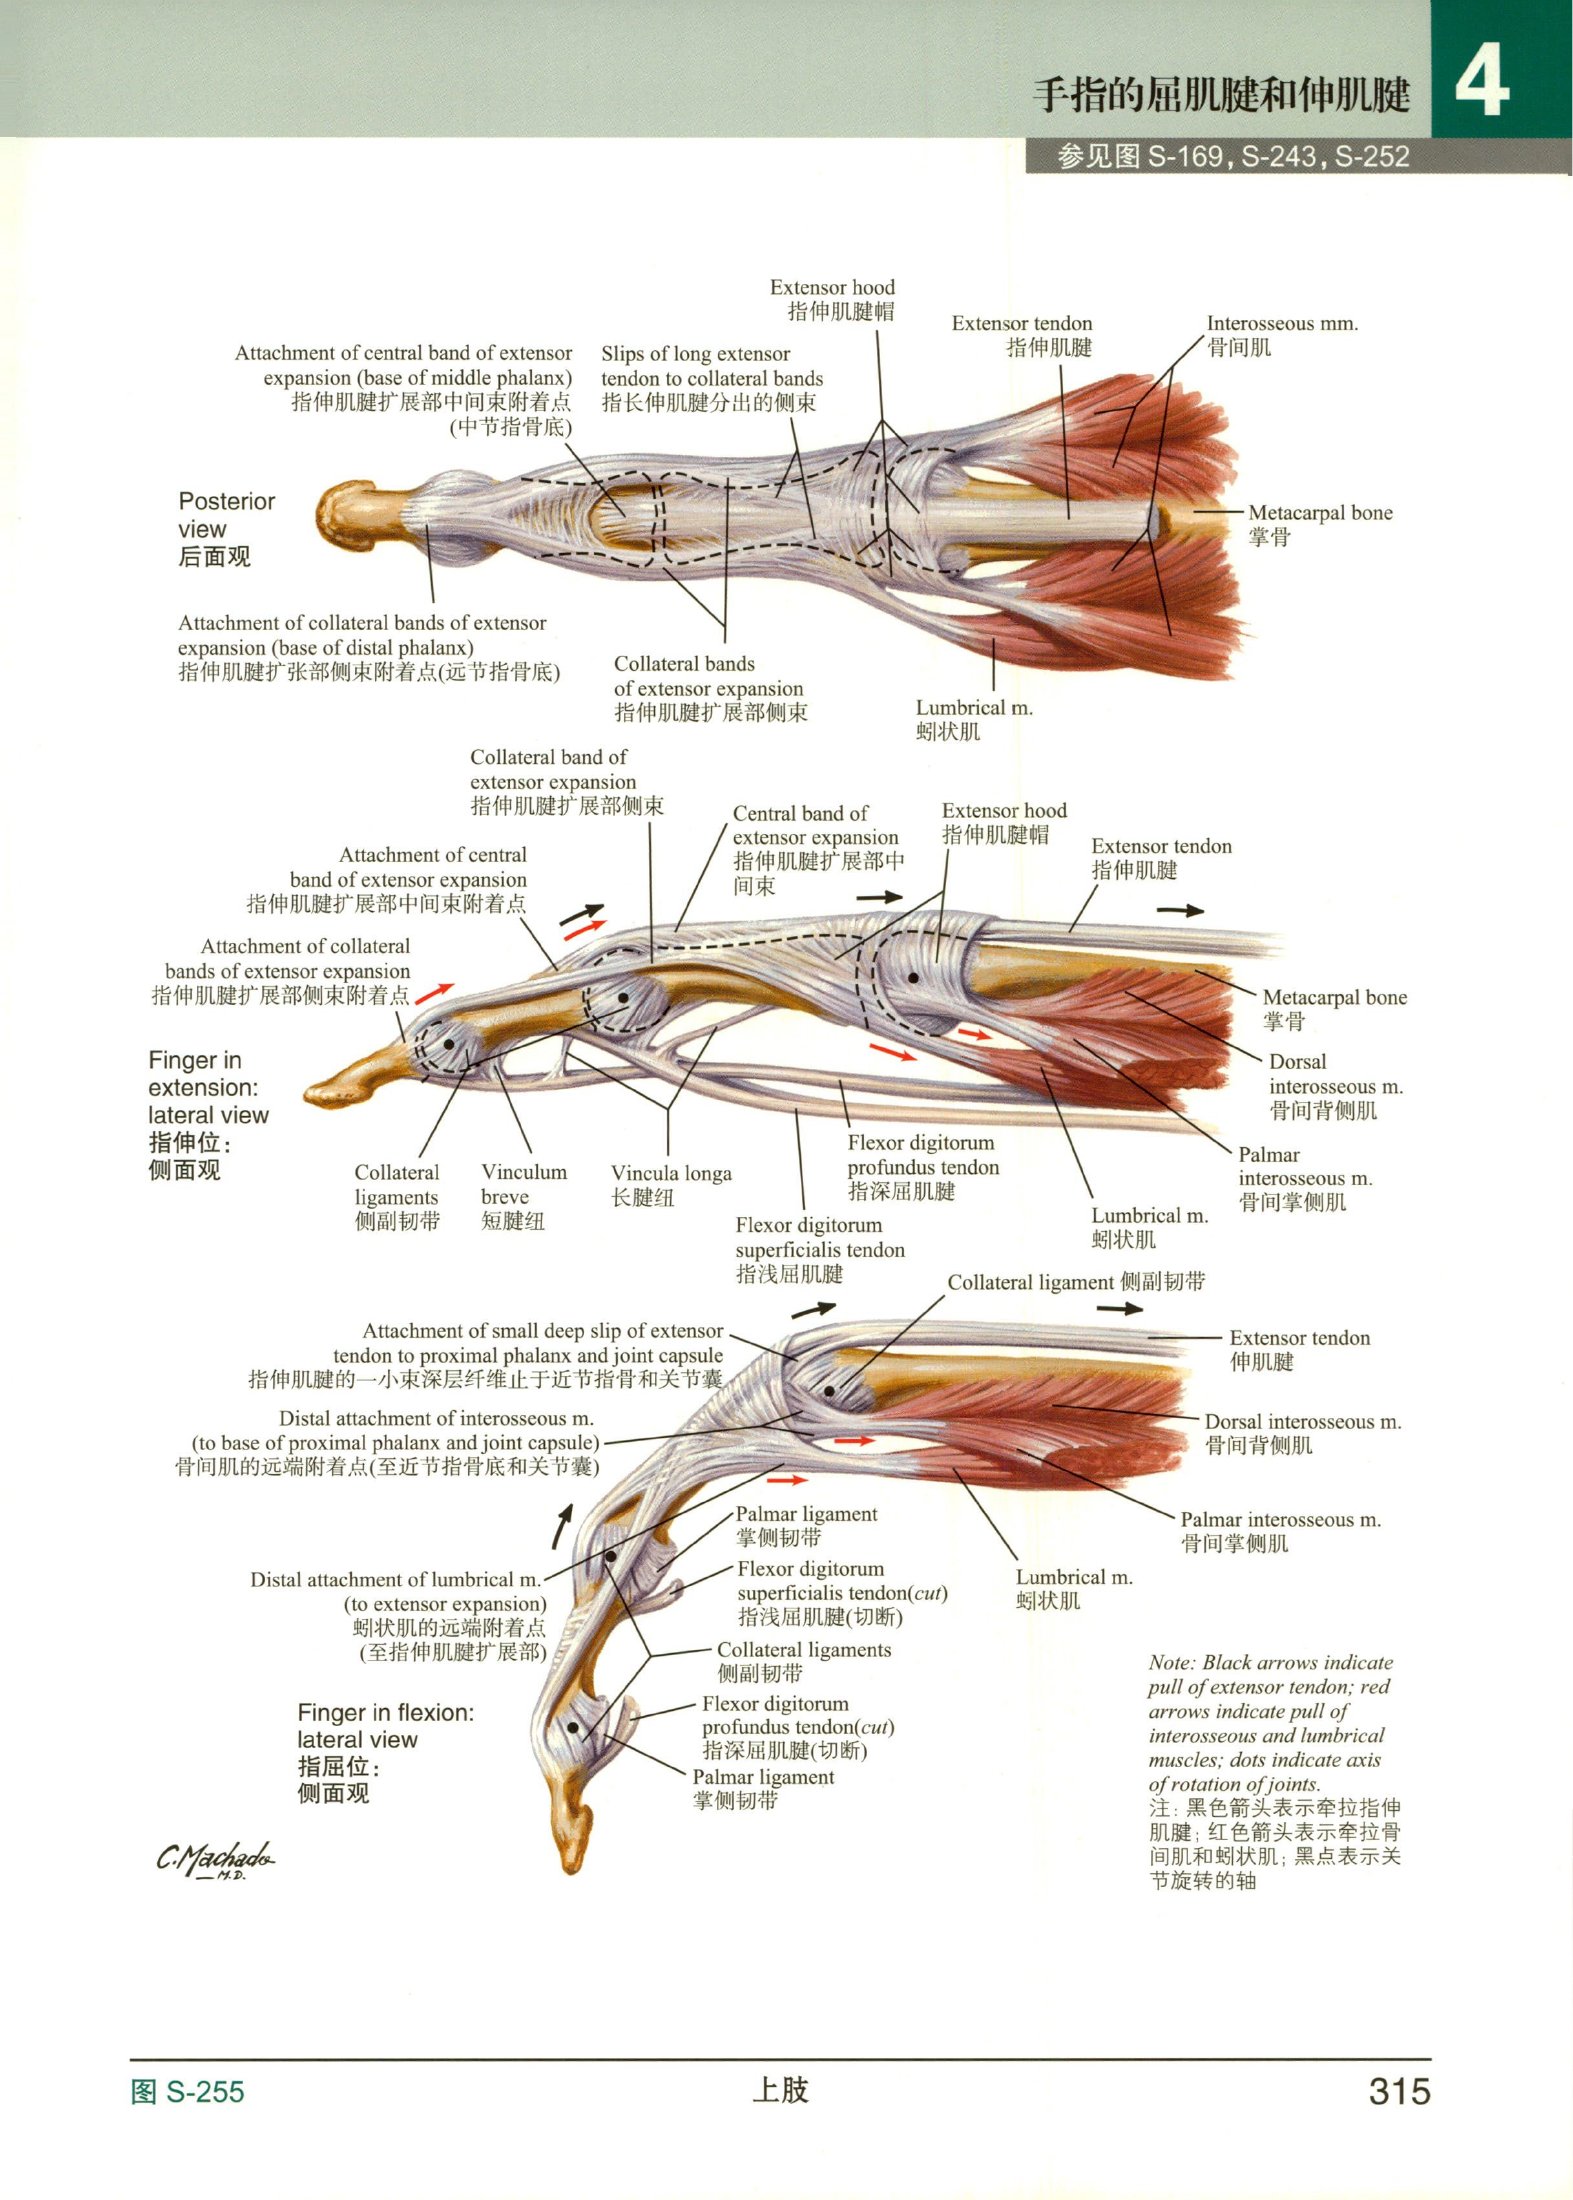 手指的屈肌腱和伸肌腱
4
参见图 S-169, S-243, S-252
Extensor hood
指伸肌腱帽
Extensor tendon
指伸肌腱
Interosseous mm.
骨间肌
Attachment of central band of extensor
expansion (base of middle phalanx)
指伸肌腱扩展部中间束附着点
(中节指骨底)
Slips of long extensor
tendon to collateral bands
指长伸肌腱分出的侧束
Posterior
view
后面观
Metacarpal bone
掌骨
Attachment of collateral bands of extensor
expansion (base of distal phalanx)
指伸肌腱扩张部侧束附着点(远节指骨底)
Collateral bands
of extensor expansion
指伸肌腱扩展部侧束
Lumbrical m.
蚓状肌
Collateral band of
extensor expansion
指伸肌腱扩展部侧束
Central band of
extensor expansion
指伸肌腱扩展部中
间束
Extensor hood
指伸肌腱帽
Extensor tendon
指伸肌腱
Attachment of central
band of extensor expansion
指伸肌腱扩展部中间束附着点
Attachment of collateral
bands of extensor expansion
指伸肌腱扩展部侧束附着点
Metacarpal bone
掌骨
Finger in
extension:
lateral view
指伸位:
侧面观
Dorsal
interosseous m.
骨间背侧肌
Collateral
ligaments
侧副韧带
Vinculum
breve
短腱纽
Vincula longa
长腱纽
Flexor digitorum
profundus tendon
指深屈肌腱
Palmar
interosseous m.
骨间掌侧肌
Flexor digitorum
superficialis tendon
指浅屈肌腱
Lumbrical m.
蚓状肌
Collateral ligament 侧副韧带
Attachment of small deep slip of extensor
tendon to proximal phalanx and joint capsule
指伸肌腱的一小束深层纤维止于近节指骨和关节囊
Extensor tendon
伸肌腱
Distal attachment of interosseous m.
(to base of proximal phalanx and joint capsule)
骨间肌的远端附着点(至近节指骨底和关节囊)
Dorsal interosseous m.
骨间背侧肌
Palmar ligament
掌侧韧带
Palmar interosseous m.
骨间掌侧肌
Distal attachment of lumbrical m.
(to extensor expansion)
蚓状肌的远端附着点
(至指伸肌腱扩展部)
Flexor digitorum
superficialis tendon(cut)
指浅屈肌腱(切断)
Lumbrical m.
蚓状肌
Collateral ligaments
侧副韧带
Finger in flexion:
lateral view
指屈位:
侧面观
Flexor digitorum
profundus tendon(cut)
指深屈肌腱(切断)
Palmar ligament
掌侧韧带
Note: Black arrows indicate
pull of extensor tendon; red
arrows indicate pull of
interosseous and lumbrical
muscles; dots indicate axis
of rotation of joints.
注: 黑色箭头表示牵拉指伸
肌腱; 红色箭头表示牵拉骨
间肌和蚓状肌; 黑点表示关
节旋转的轴
C.Machado
M.D.
图 S-255
上肢
315